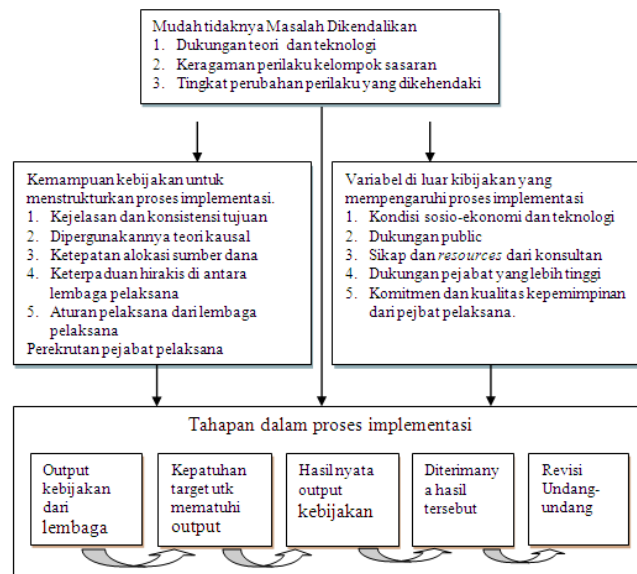 Mudah tidaknya Masalah Dikendalikan
1. Dukungan teori dan teknologi
2. Keragaman perilaku kelompok sasaran
3. Tingkat perubahan perilaku yang dikehendaki
Kemampuan kebijakan untuk
menstrukturkan proses implementasi.
1. Kejelasan dan konsistensi tujuan
2. Dipergunakannya teori kausal
3. Ketepatan alokasi sumber dana
4. Keterpaduan hirakis di antara
lembaga pelaksana
5. Aturan pelaksana dari lembaga
pelaksana
Perekrutan pejabat pelaksana
Variabel di luar kibijakan yang
mempengaruhi proses implementasi
1. Kondisi sosio-ekonomi dan teknologi
2. Dukungan public
3. Sikap dan resources dari konsultan
4. Dukungan pejabat yang lebih tinggi
5. Komitmen dan kualitas kepemimpinan
dari pejbat pelaksana.
Tahapan dalam proses implementasi
Output
kebijakan
dari
lembaga
Kepatuhan
target utk
mematuhi
output
Hasil nyata
output
kebijakan
Diterimany
a hasil
tersebut
Revisi
Undang-
undang